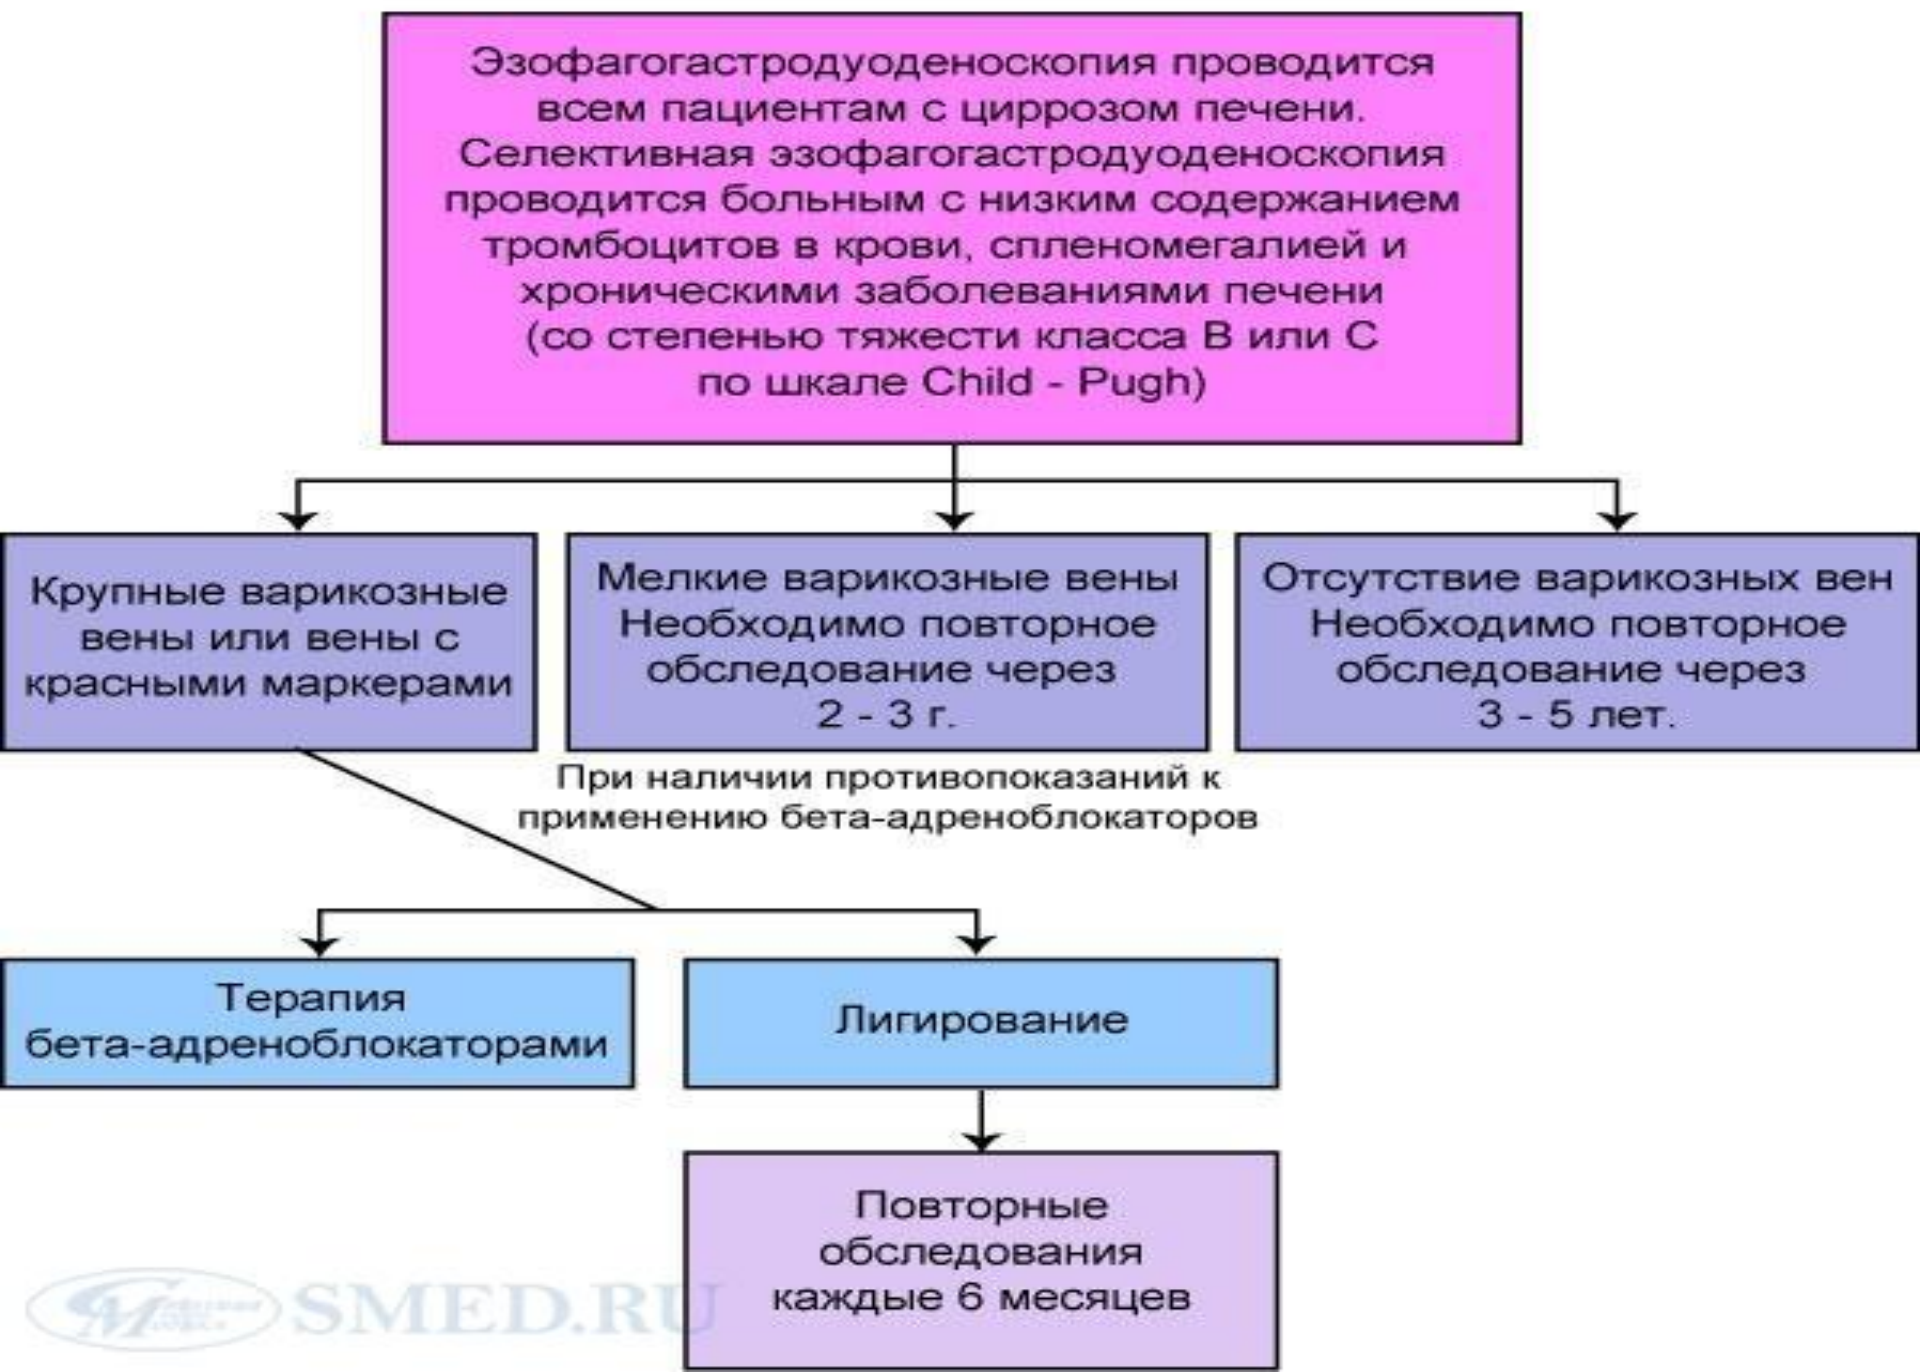 Эзофагогастродуоденоскопия проводится
всем пациентам с циррозом печени.
Селективная эзофагогастродуоденоскопия
проводится больным с низким содержанием
тромбоцитов в крови, спленомегалией и
хроническими заболеваниями печени
(со степенью тяжести класса В или С
по шкале Child - Pugh)
Крупные варикозные
вены или вены с
красными маркерами
Мелкие варикозные вены
Необходимо повторное
обследование через
2 - 3 г.
Отсутствие варикозных вен
Необходимо повторное
обследование через
3 - 5 лет.
При наличии противопоказаний к
применению бета-адреноблокаторов
Терапия
бета-адреноблокаторами
Лигирование
Повторные
обследования
каждые 6 месяцев
SMED.RU